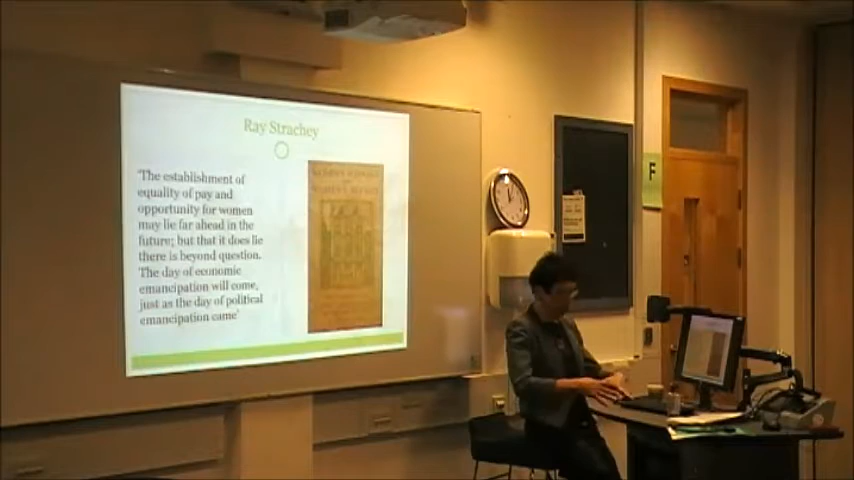 Ray Strachey
'The establishment of
equality of pay and
opportunity for women
may lie far ahead in the
future; but that it does lie
there is beyond question.
The day of economic
emancipation will come,
just as the day of political
emancipation came'
F